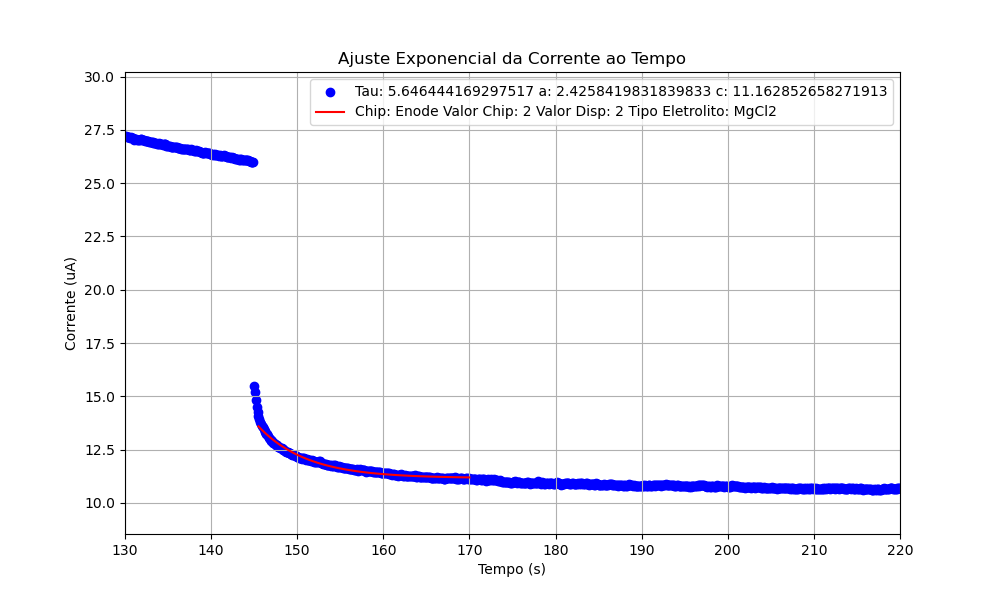 Ajuste Exponencial da Corrente ao Tempo
Tau: 5.646444169297517 a: 2.4258419831839833 c: 11.162852658271913
Chip: Enode Valor Chip: 2 Valor Disp: 2 Tipo Eletrolito: MgCl2
30.0
27.5
25.0
22.5
20.0
17.5
15.0
12.5
10.0
Corrente (uA)
130 140 150 160 170 180 190 200 210 220
Tempo (s)